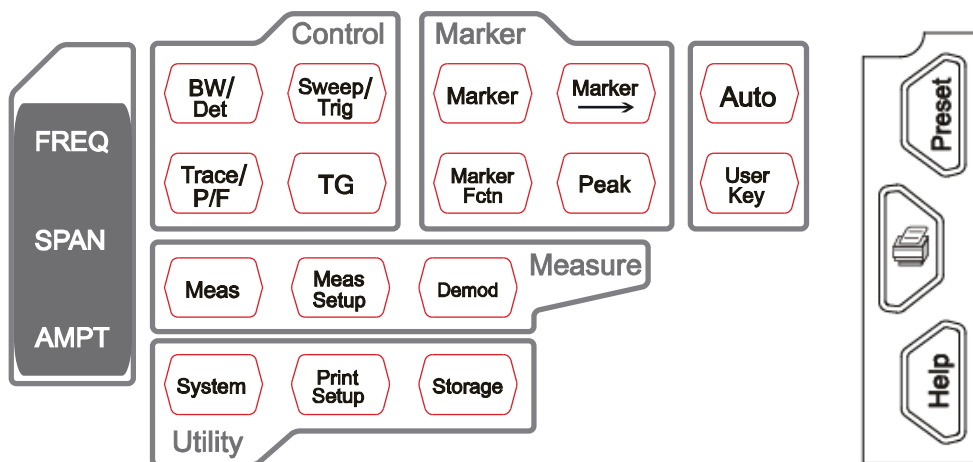 FREQ
SPAN
AMPT
Control
BW/
Det
Sweep/
Trig
Trace/
P/F
TG
Marker
Marker
Marker
Marker
Fctn
Peak
Auto
User
Key
Measure
Meas
Meas
Setup
Demod
System
Print
Setup
Storage
Utility
Preset
Help